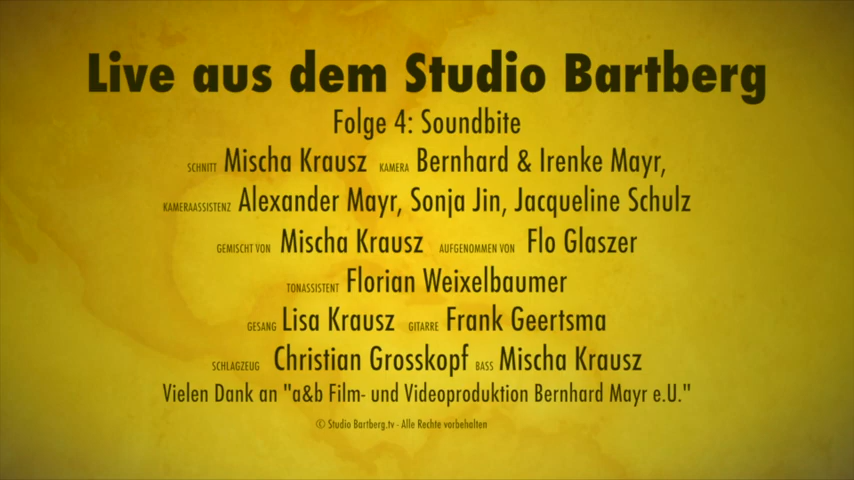 Live aus dem Studio Bartberg
Folge 4: Soundbite
SCHNITT Mischa Krausz KAMERA Bernhard & Irenke Mayr,
KAMERAASSISTENZ Alexander Mayr, Sonja Jin, Jacqueline Schulz
GEMISCHT VON Mischa Krausz AUFGENOMMEN VON Flo Glaszer
TONASSISTENT Florian Weixelbaumer
GESANG Lisa Krausz GITARRE Frank Geertsma
SCHLAGZEUG Christian Grosskopf BASS Mischa Krausz
Vielen Dank an "a&b Film- und Videoproduktion Bernhard Mayr e.U."
© Studio Bartberg.tv - Alle Rechte vorbehalten